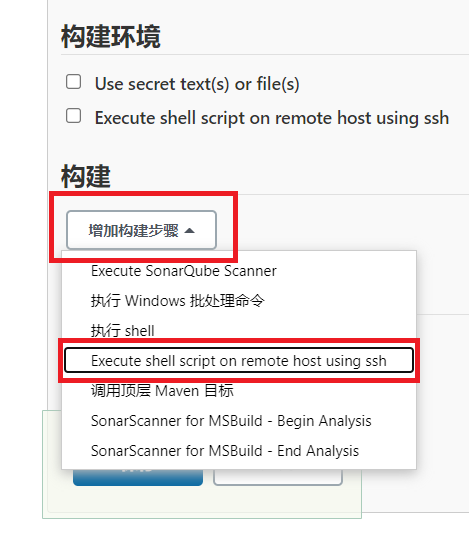 构建环境
Use secret text(s) or file(s)
Execute shell script on remote host using ssh
构建
增加构建步骤
Execute SonarQube Scanner
执行 Windows 批处理命令
执行 shell
Execute shell script on remote host using ssh
调用顶层 Maven 目标
SonarScanner for MSBuild - Begin Analysis
SonarScanner for MSBuild - End Analysis